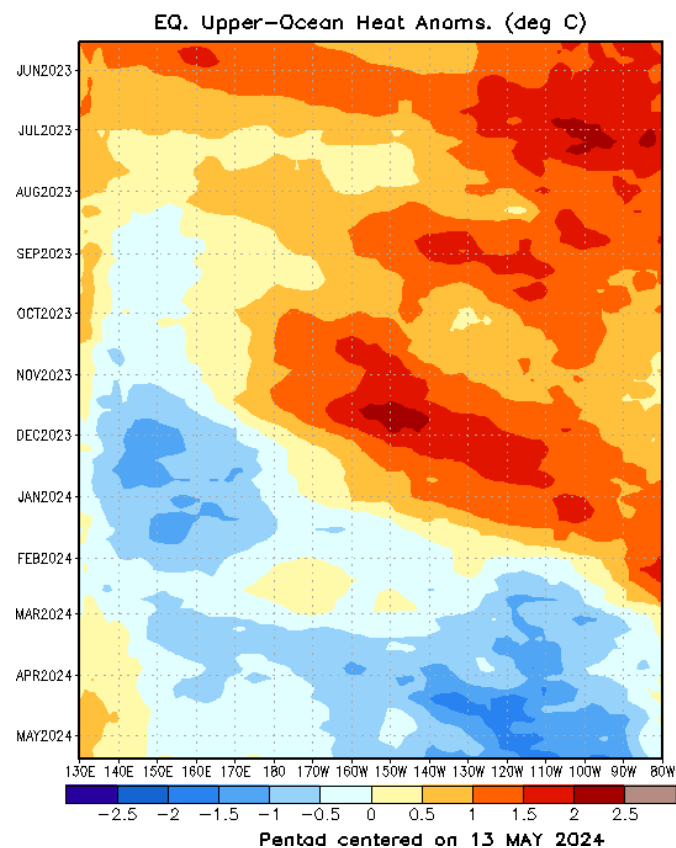 EQ. Upper-Ocean Heat Anoms. (deg C)
JUN2023
JUL2023
AUG2023
SEP2023
OCT2023
NOV2023
DEC2023
JAN2024
FEB2024
MAR2024
APR2024
MAY2024
130E 140E 150E 160E 170E 180 170W 160W 150W 140W 130W 120W 110W 100W 90W 80W
-2.5 -2 -1.5 -1 -0.5 0 0.5 1 1.5 2 2.5
Pentad centered on 13 MAY 2024